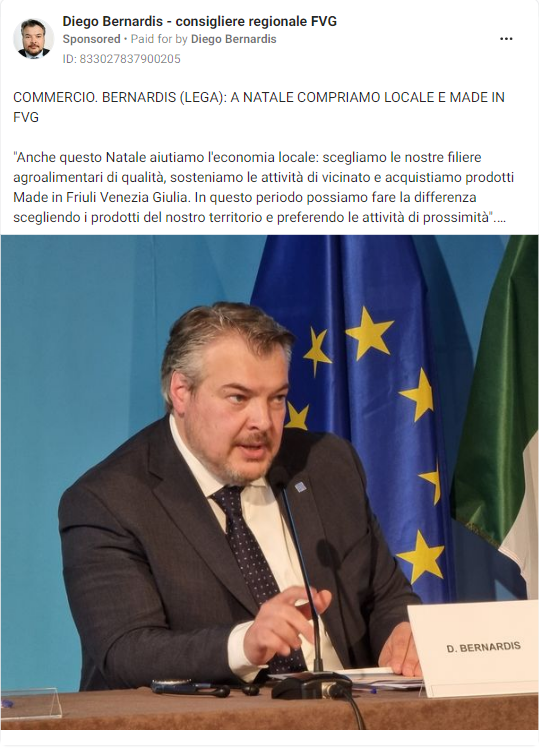 Diego Bernardis - consigliere regionale FVG
Sponsored • Paid for by Diego Bernardis
ID: 833027837900205
COMMERCIO. BERNARDIS (LEGA): A NATALE COMPRIAMO LOCALE E MADE IN
FVG
"Anche questo Natale aiutiamo l'economia locale: scegliamo le nostre filiere
agroalimentari di qualità, sosteniamo le attività di vicinato e acquistiamo prodotti
Made in Friuli Venezia Giulia. In questo periodo possiamo fare la differenza
scegliendo i prodotti del nostro territorio e preferendo le attività di prossimità"....
D. BERNARDIS